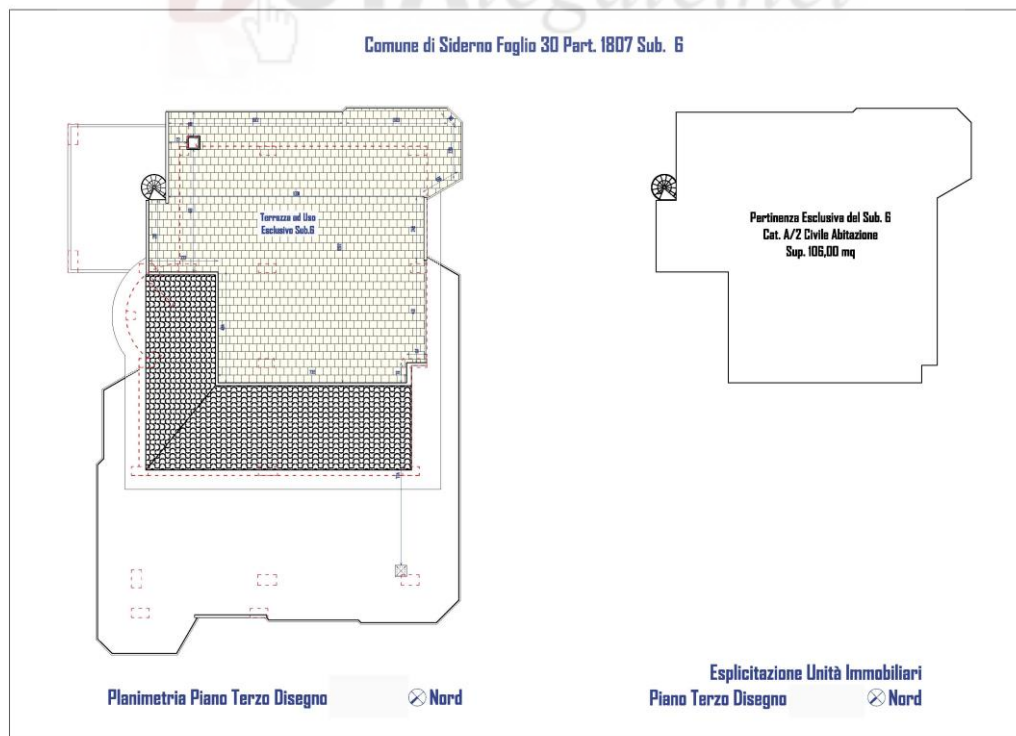 Comune di Siderno Foglio 30 Part. 1807 Sub. 6
Terrazza ad Uso
Esclusivo Sub.6
Pertinenza Esclusiva del Sub. 6
Cat. A/2 Civile Abitazione
Sup. 106,00 mq
Planimetria Piano Terzo Disegno
Nord
Esplicitazione Unità Immobiliari
Piano Terzo Disegno
Nord